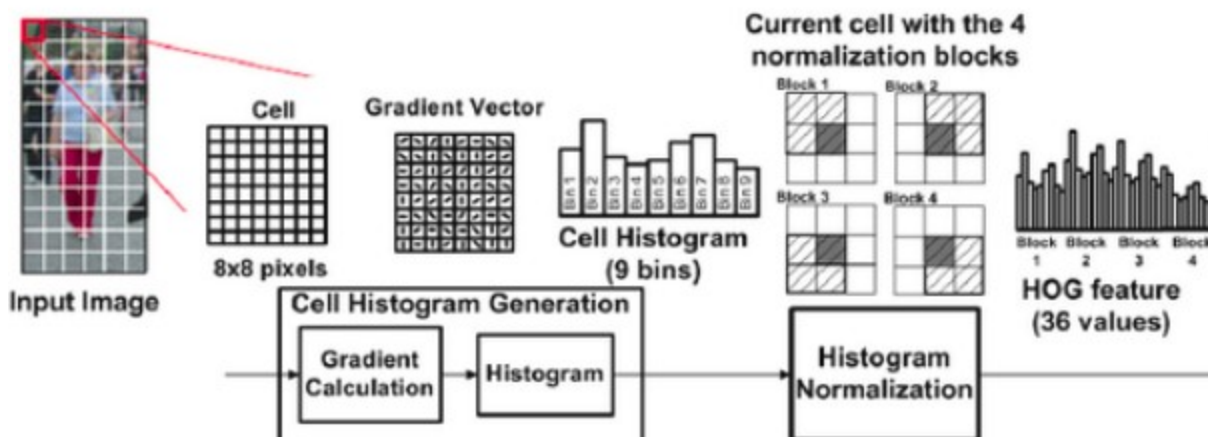 Input Image
Cell
8x8 pixels
Gradient Vector
Bin 1
Bin 2
Bin 3
Bin 4
Bin 5
Bin 6
Bin 7
Bin 8
Bin 9
Cell Histogram
(9 bins)
Current cell with the 4
normalization blocks
Block 1
Block 2
Block 3
Block 4
Block
1
Block
2
Block
3
Block
4
HOG feature
(36 values)
Cell Histogram Generation
Gradient
Calculation
Histogram
Histogram
Normalization